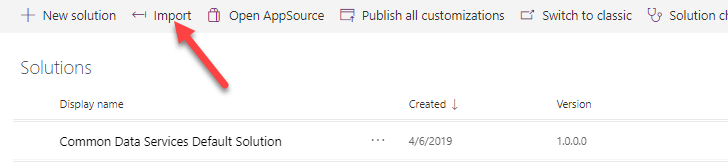 New solution Import Open AppSource Publish all customizations Switch to classic Solution ch
Solutions
Display name Created ↓ Version
Common Data Services Default Solution ... 4/6/2019 1.0.0.0